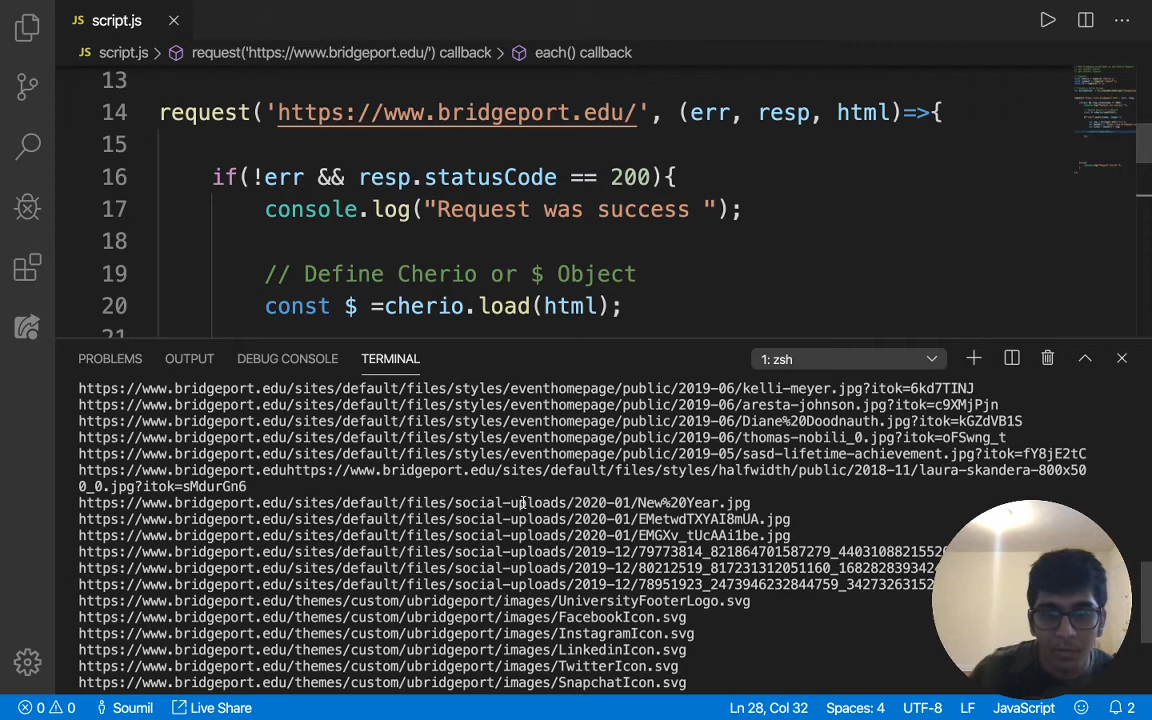 JS script.js
JS script.js > request('https://www.bridgeport.edu/') callback > each() callback
13
14 request('https://www.bridgeport.edu/', (err, resp, html)=>{
15
16 if(!err && resp.statusCode == 200){
17 console.log("Request was success ");
18
19 // Define Cherio or $ Object
20 const $ =cherio.load(html);
21
PROBLEMS OUTPUT DEBUG CONSOLE TERMINAL 1: zsh
https://www.bridgeport.edu/sites/default/files/styles/eventhomepage/public/2019-06/kelli-meyer.jpg?itok=6kd7TINJ
https://www.bridgeport.edu/sites/default/files/styles/eventhomepage/public/2019-06/aresta-johnson.jpg?itok=c9XMjPjn
https://www.bridgeport.edu/sites/default/files/styles/eventhomepage/public/2019-06/Diane%20Doodnauth.jpg?itok=kGZdVB1S
https://www.bridgeport.edu/sites/default/files/styles/eventhomepage/public/2019-06/thomas-nobili_0.jpg?itok=oFSwng_t
https://www.bridgeport.edu/sites/default/files/styles/eventhomepage/public/2019-05/sasd-lifetime-achievement.jpg?itok=fY8jE2tC
https://www.bridgeport.eduhttps://www.bridgeport.edu/sites/default/files/styles/halfwidth/public/2018-11/laura-skandera-800x50
0_0.jpg?itok=sMdurGn6
https://www.bridgeport.edu/sites/default/files/social-uploads/2020-01/New%20Year.jpg
https://www.bridgeport.edu/sites/default/files/social-uploads/2020-01/EMetwdTXYAI8mUA.jpg
https://www.bridgeport.edu/sites/default/files/social-uploads/2020-01/EMGXv_tUcAAi1be.jpg
https://www.bridgeport.edu/sites/default/files/social-uploads/2019-12/79773814_821864701587279_4403108821552
https://www.bridgeport.edu/sites/default/files/social-uploads/2019-12/80212519_817231312051160_168282839342
https://www.bridgeport.edu/sites/default/files/social-uploads/2019-12/78951923_2473946232844759_34273263152
https://www.bridgeport.edu/themes/custom/ubridgeport/images/UniversityFooterLogo.svg
https://www.bridgeport.edu/themes/custom/ubridgeport/images/FacebookIcon.svg
https://www.bridgeport.edu/themes/custom/ubridgeport/images/InstagramIcon.svg
https://www.bridgeport.edu/themes/custom/ubridgeport/images/LinkedinIcon.svg
https://www.bridgeport.edu/themes/custom/ubridgeport/images/TwitterIcon.svg
https://www.bridgeport.edu/themes/custom/ubridgeport/images/SnapchatIcon.svg
0 0 Soumil Live Share Ln 28, Col 32 Spaces: 4 UTF-8 LF JavaScript 2